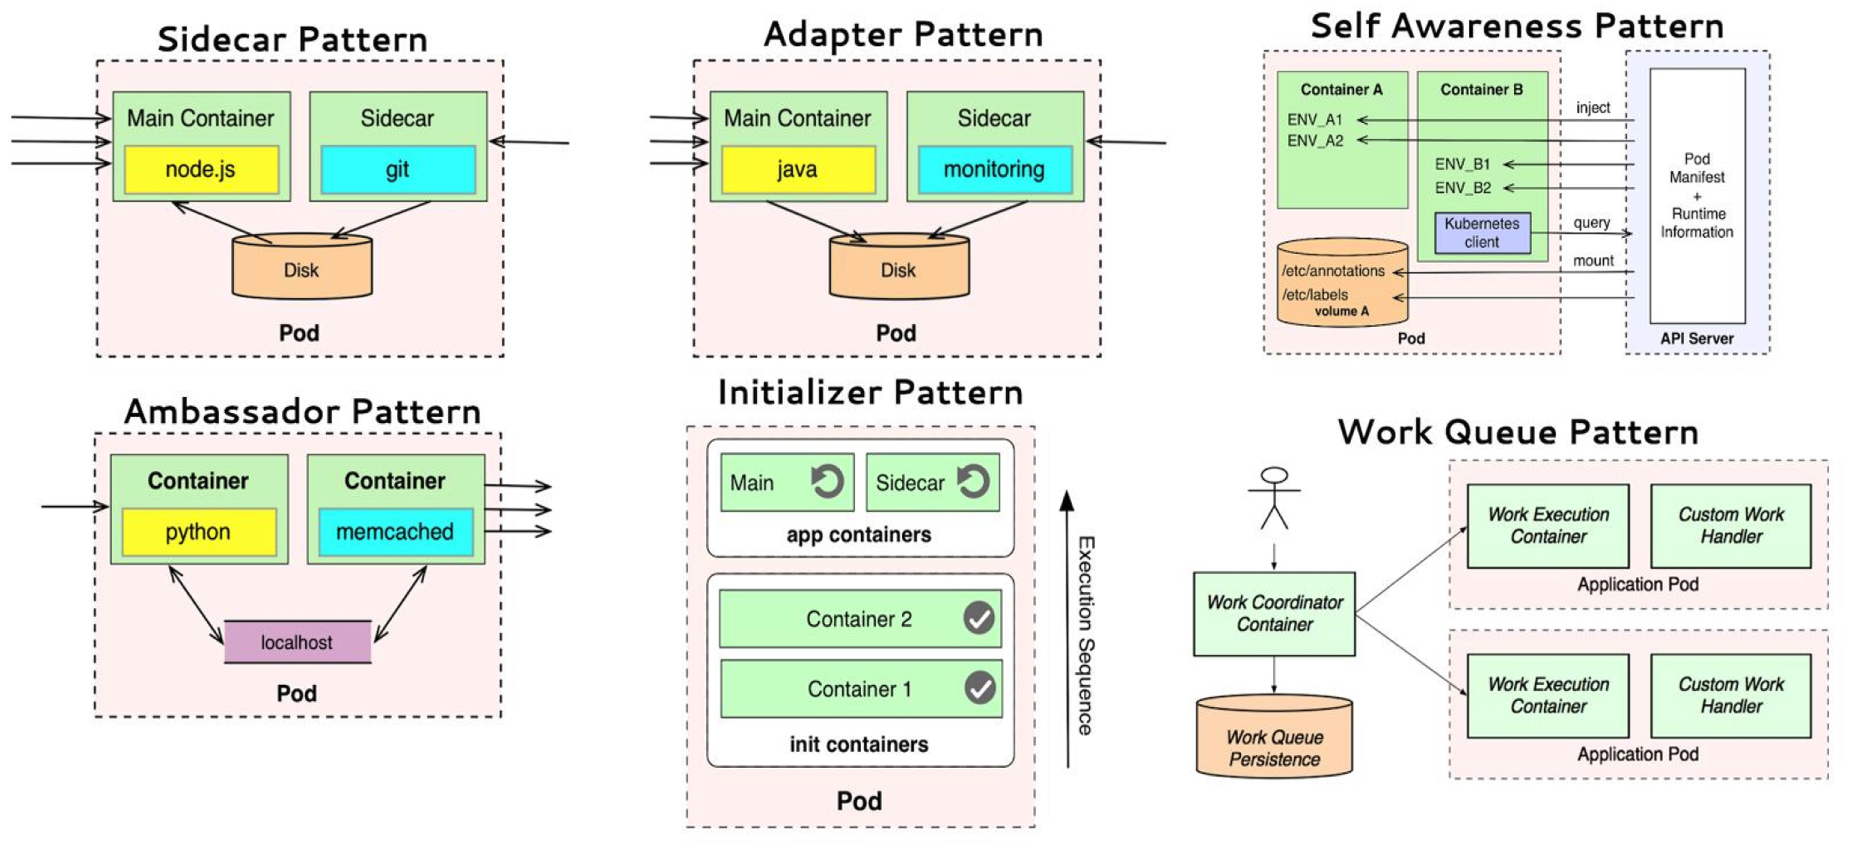 Sidecar Pattern
Main Container
node.js
Sidecar
git
Disk
Pod
Adapter Pattern
Main Container
java
Sidecar
monitoring
Disk
Pod
Self Awareness Pattern
Container A
ENV_A1
ENV_A2
Container B
ENV_B1
ENV_B2
Kubernetes
client
/etc/annotations
/etc/labels
volume A
Pod
inject
query
mount
Pod
Manifest
+
Runtime
Information
API Server
Ambassador Pattern
Container
python
Container
memcached
localhost
Pod
Initializer Pattern
Main
Sidecar
app containers
Container 2
Container 1
init containers
Pod
Execution Sequence
Work Queue Pattern
Work Coordinator
Container
Work Queue
Persistence
Work Execution
Container
Custom Work
Handler
Application Pod
Work Execution
Container
Custom Work
Handler
Application Pod